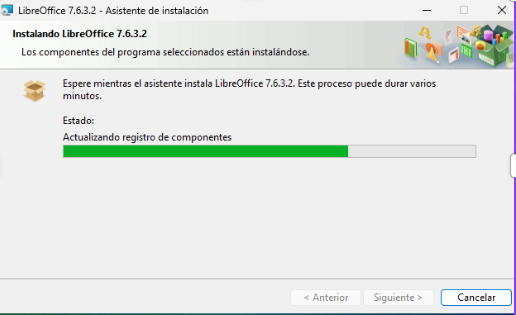 LibreOffice 7.6.3.2 - Asistente de instalación
Instalando LibreOffice 7.6.3.2
Los componentes del programa seleccionados están instalándose.
Espere mientras el asistente instala LibreOffice 7.6.3.2. Este proceso puede durar varios
minutos.
Estado:
Actualizando registro de componentes
< Anterior
Siguiente >
Cancelar